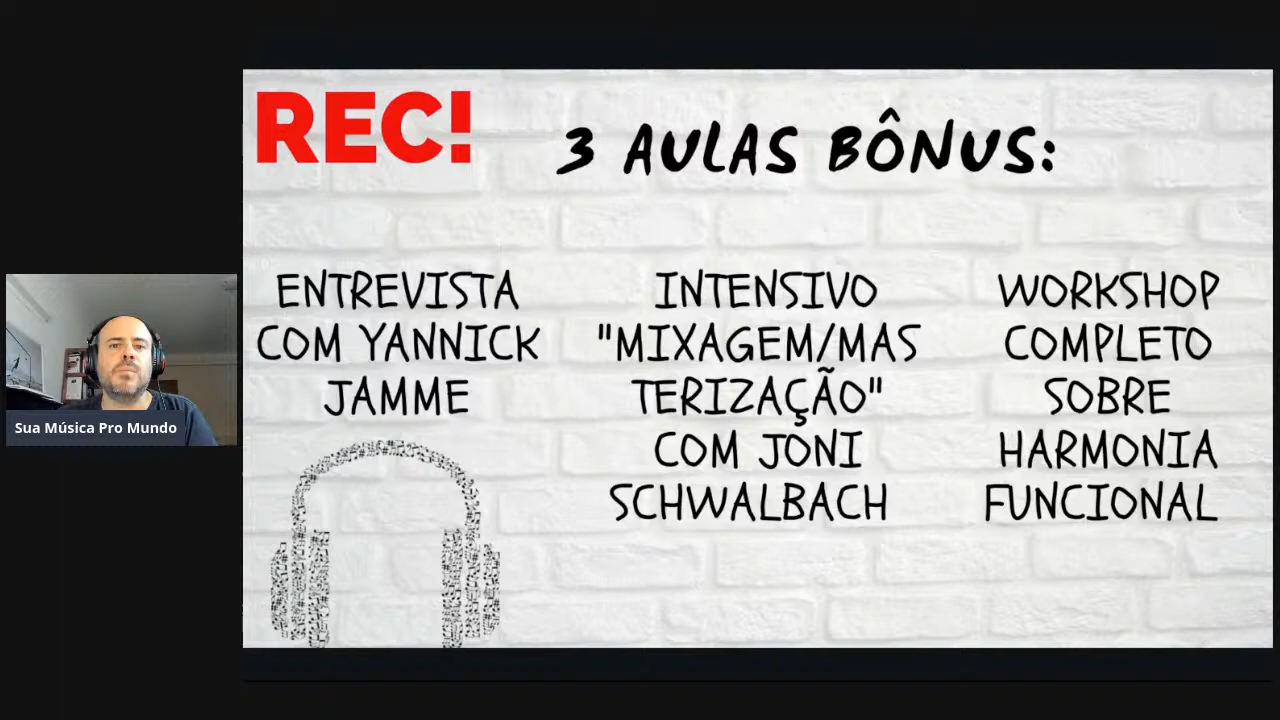 REC!
3 AULAS BÔNUS:
ENTREVISTA
COM YANNICK
JAMME
INTENSIVO
"MIXAGEM/MAS
TERIZAÇÃO"
COM JONI
SCHWALBACH
WORKSHOP
COMPLETO
SOBRE
HARMONIA
FUNCIONAL
Sua Música Pro Mundo